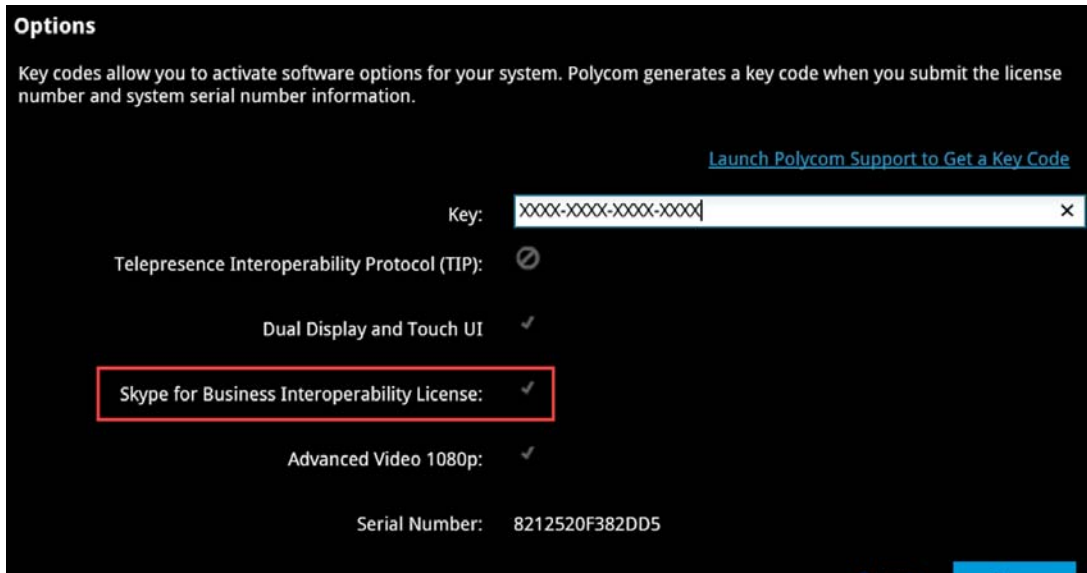 Options
Key codes allow you to activate software options for your system. Polycom generates a key code when you submit the license
number and system serial number information.
Launch Polycom Support to Get a Key Code
Key: XXXX-XXXX-XXXX-XXXX
Telepresence Interoperability Protocol (TIP):
Dual Display and Touch UI
Skype for Business Interoperability License:
Advanced Video 1080p:
Serial Number: 8212520F382DD5